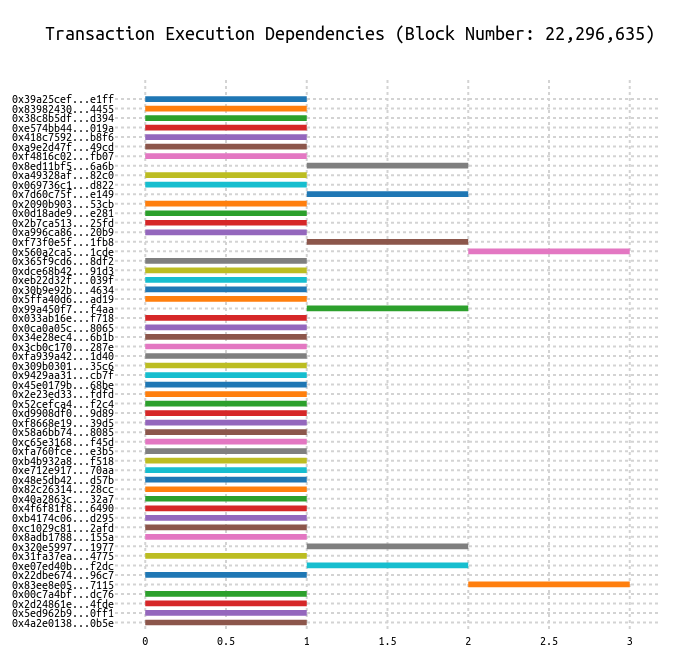 Transaction Execution Dependencies (Block Number: 22,296,635)
0x39a25cef...e1ff
0x83982430...4455
0x38c8b5df...d394
0xe574bb44...019a
0x418c7592...b8f6
0xa9e2d47f...49cd
0xf4816c02...fb07
0x8ed11bf5...6a6b
0xa49328af...82c0
0x069736c1...d822
0x7d60c75f...e149
0x2090b903...53cb
0x0d18ade9...e281
0x2b7ca513...25fd
0xa996ca86...20b9
0xf73f0e5f...1fb8
0x560a2ca5...1cde
0x365f9cd6...8df2
0xdce68b42...91d3
0xeb22d32f...039f
0x30b9e92b...4634
0x5ffa40d6...ad19
0x99a450f7...f4aa
0x033ab16e...f718
0x0ca0a05c...8065
0x34e28ec4...6b1b
0x3cb0c170...287e
0xfa939a42...1d40
0x309b0301...35c6
0x9429aa31...cb7f
0x45e0179b...68be
0x2e23ed33...fdfd
0x52cefca4...f2c4
0xd9908df0...9d89
0xf8668e19...39d5
0x58a6bb74...8085
0xc65e3168...f45d
0xfa760fce...e3b5
0xb4b932a8...f518
0xe712e917...70aa
0x48e5db42...d57b
0x82c26314...28cc
0x40a2863c...32a7
0x4f6f81f8...6490
0xb4174c06...d295
0xc1029c81...2afd
0x8adb1788...155a
0x320e5997...1977
0x31fa37ea...4775
0xe07ed40b...f2dc
0x22dbe674...96c7
0x83ee8e05...7115
0x00c7a4bf...dc76
0x2d24861e...4fde
0x5ed962b9...0ff1
0x4a2e0138...0b5e
0 0.5 1 1.5 2 2.5 3